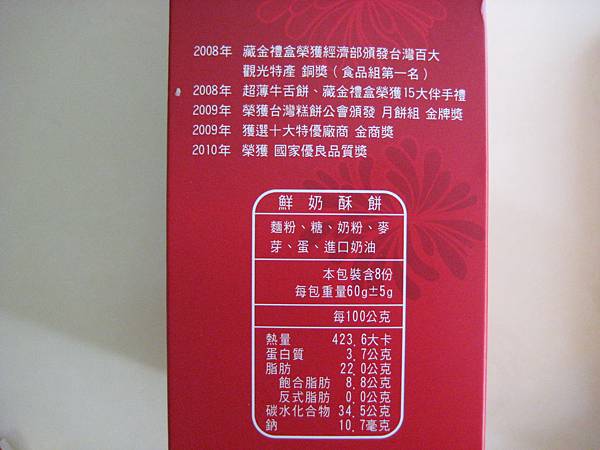 2008年 藏金禮盒榮獲經濟部頒發台灣百大
觀光特產 銅獎(食品組第一名)
2008年 超薄牛舌餅、藏金禮盒榮獲15大伴手禮
2009年 榮獲台灣糕餅公會頒發 月餅組 金牌獎
2009年 獲選十大特優廠商 金商獎
2010年 榮獲 國家優良品質獎
鮮奶酥餅
麵粉、糖、奶粉、麥
芽、蛋、進口奶油
本包裝含8份
每包重量60g±5g
每100公克
熱量 423.6大卡
蛋白質 3.7公克
脂肪 22.0公克
飽合脂肪 8.8公克
反式脂肪 0.0公克
碳水化合物 34.5公克
鈉 10.7毫克